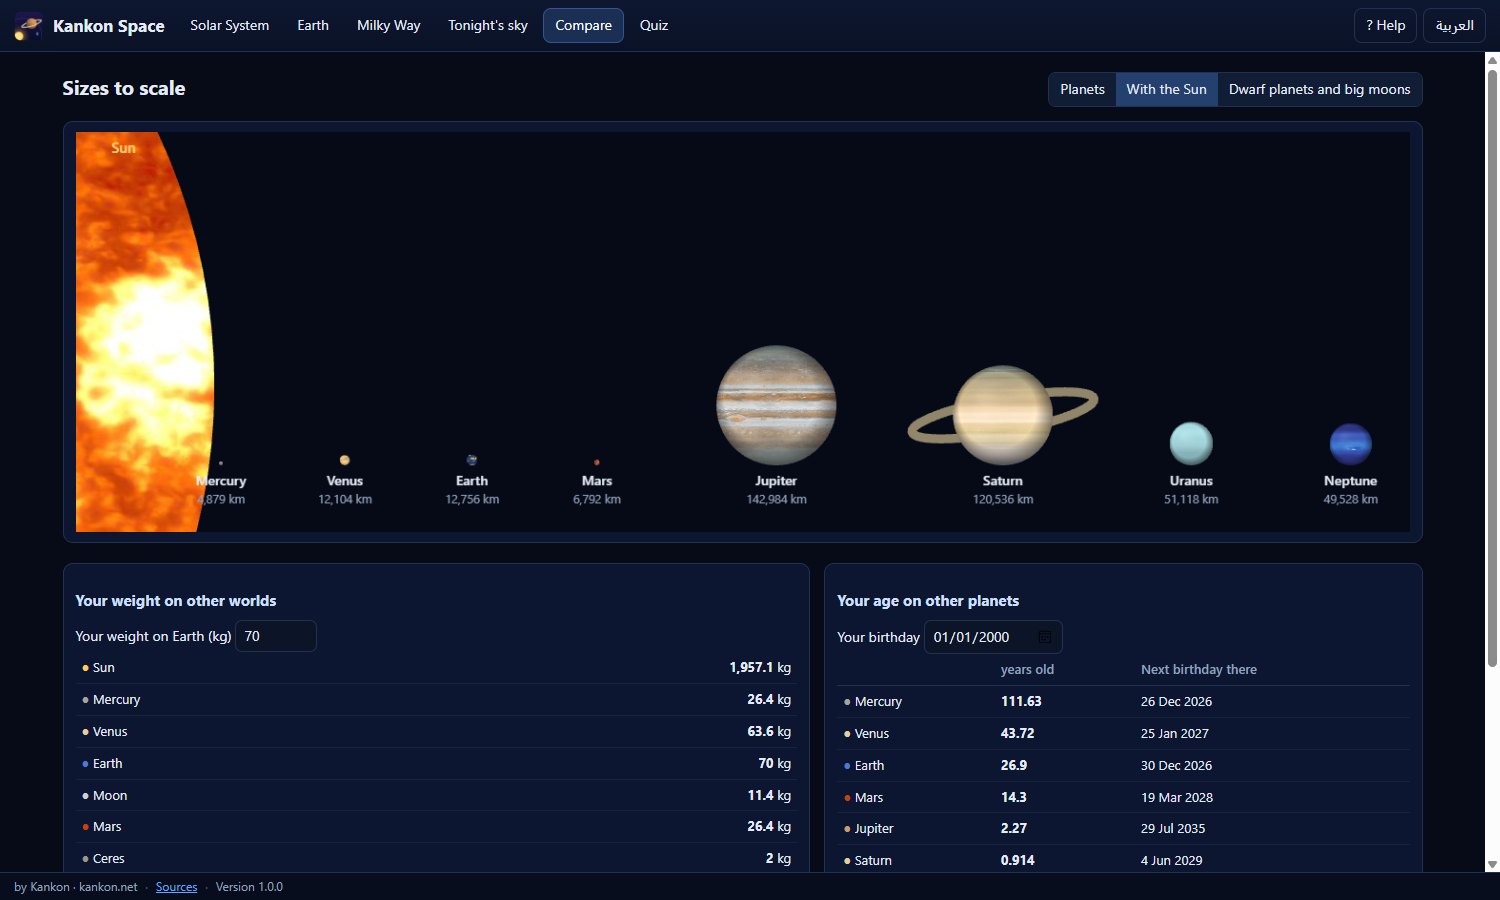 Kankon Space Solar System Earth Milky Way Tonight's sky Compare Quiz ? Help العربية
Sizes to scale
Planets With the Sun Dwarf planets and big moons
Sun
Mercury Venus Earth Mars Jupiter Saturn Uranus Neptune
4,879 km 12,104 km 12,756 km 6,792 km 142,984 km 120,536 km 51,118 km 49,528 km
Your weight on other worlds
Your weight on Earth (kg) 70
Sun 1,957.1 kg
Mercury 26.4 kg
Venus 63.6 kg
Earth 70 kg
Moon 11.4 kg
Mars 26.4 kg
Ceres 2 kg
Your age on other planets
Your birthday 01/01/2000
years old Next birthday there
Mercury 111.63 26 Dec 2026
Venus 43.72 25 Jan 2027
Earth 26.9 30 Dec 2026
Mars 14.3 19 Mar 2028
Jupiter 2.27 29 Jul 2035
Saturn 0.914 4 Jun 2029
by Kankon · kankon.net · Sources · Version 1.0.0